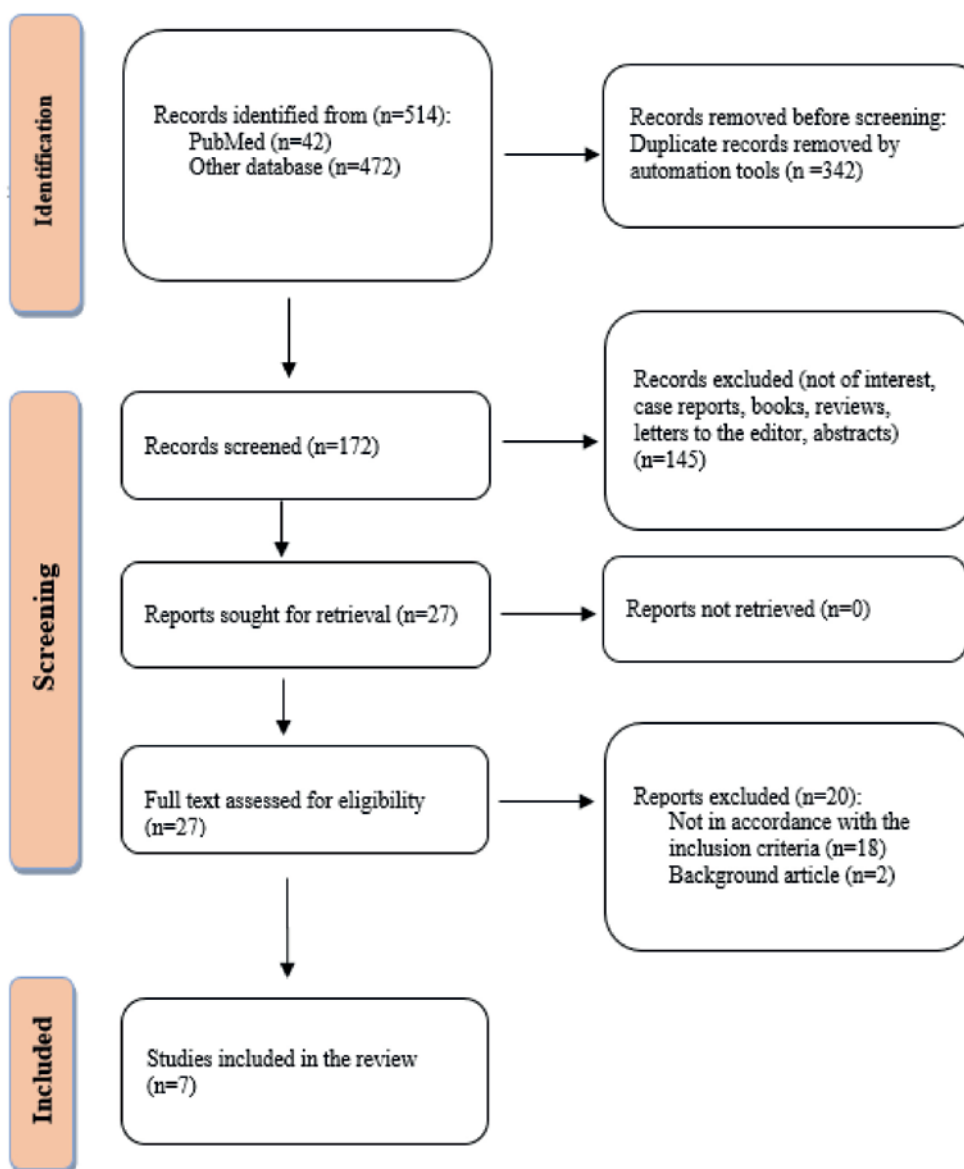 Identification
Records identified from (n=514):
PubMed (n=42)
Other database (n=472)
Records removed before screening:
Duplicate records removed by
automation tools (n =342)
Screening
Records screened (n=172)
Records excluded (not of interest,
case reports, books, reviews,
letters to the editor, abstracts)
(n=145)
Reports sought for retrieval (n=27)
Reports not retrieved (n=0)
Full text assessed for eligibility
(n=27)
Reports excluded (n=20):
Not in accordance with the
inclusion criteria (n=18)
Background article (n=2)
Included
Studies included in the review
(n=7)